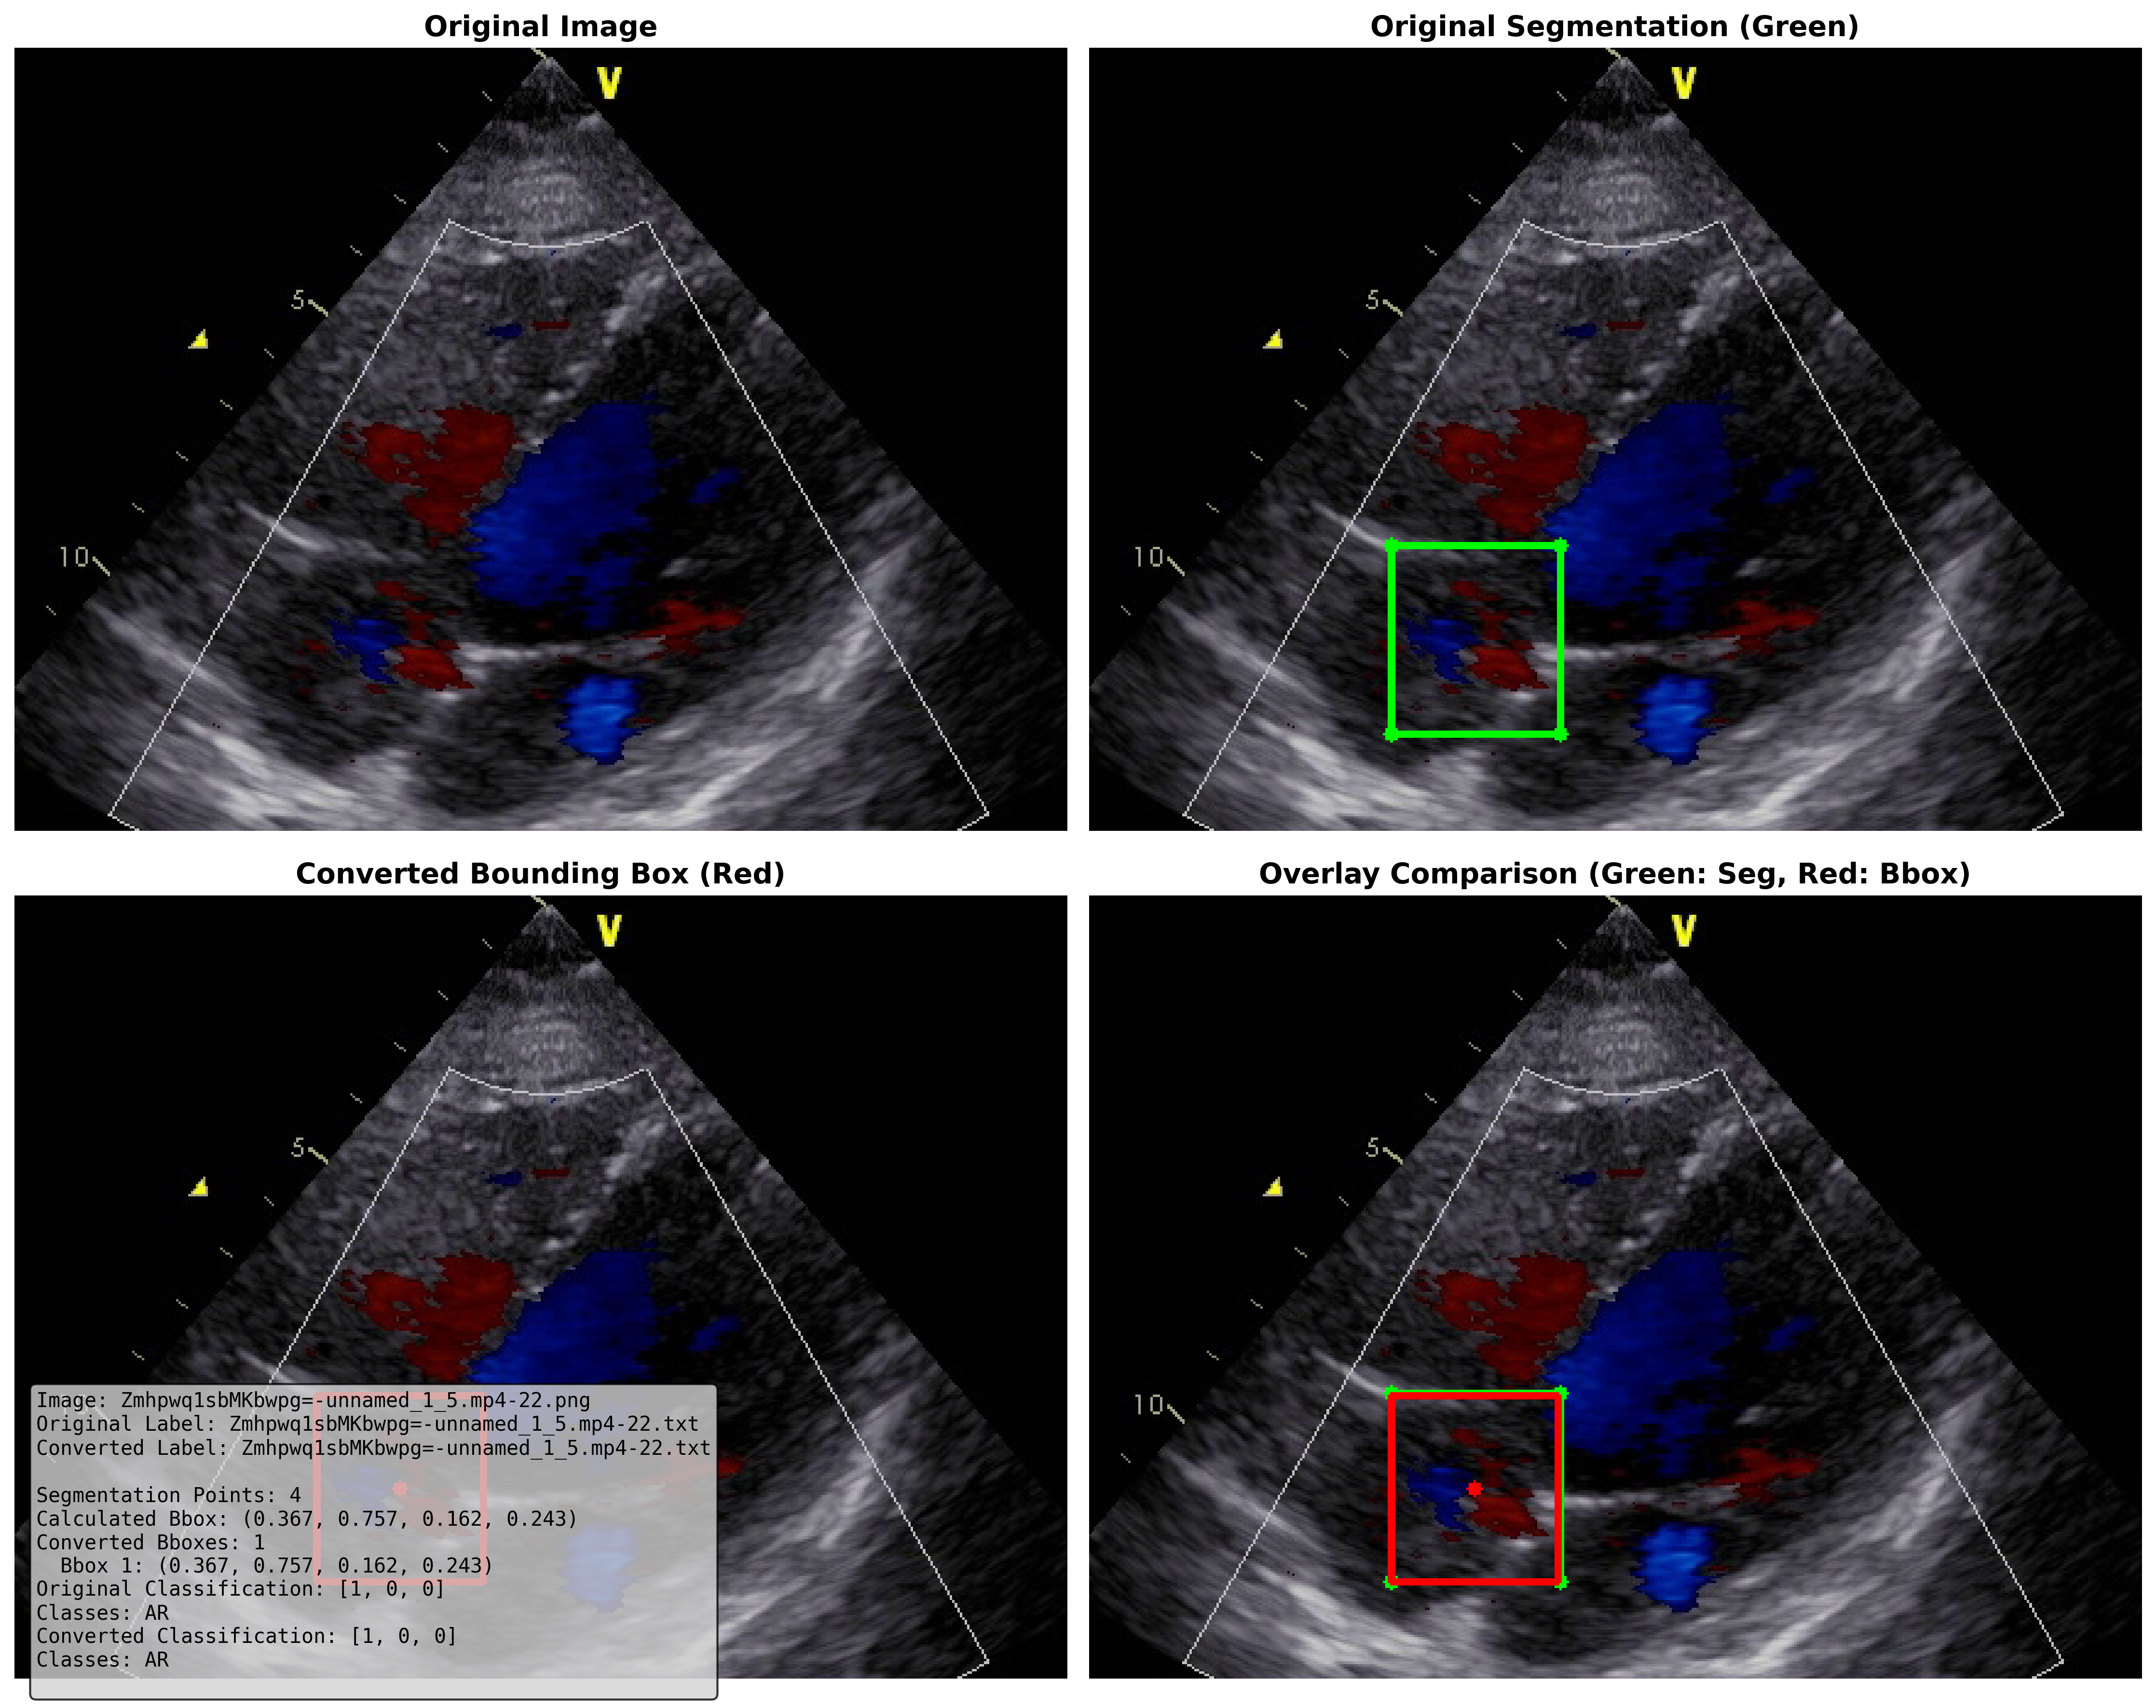 Original Image
Original Segmentation (Green)
V
5
10
V
5
10
Converted Bounding Box (Red)
Overlay Comparison (Green: Seg, Red: Bbox)
V
5
Image: Zmhpwq1sbMKbwpg=-unnamed_1_5.mp4-22.png
Original Label: Zmhpwq1sbMKbwpg=-unnamed_1_5.mp4-22.txt
Converted Label: Zmhpwq1sbMKbwpg=-unnamed_1_5.mp4-22.txt
Segmentation Points: 4
Calculated Bbox: (0.367, 0.757, 0.162, 0.243)
Converted Bboxes: 1
Bbox 1: (0.367, 0.757, 0.162, 0.243)
Original Classification: [1, 0, 0]
Classes: AR
Converted Classification: [1, 0, 0]
Classes: AR
V
5
10